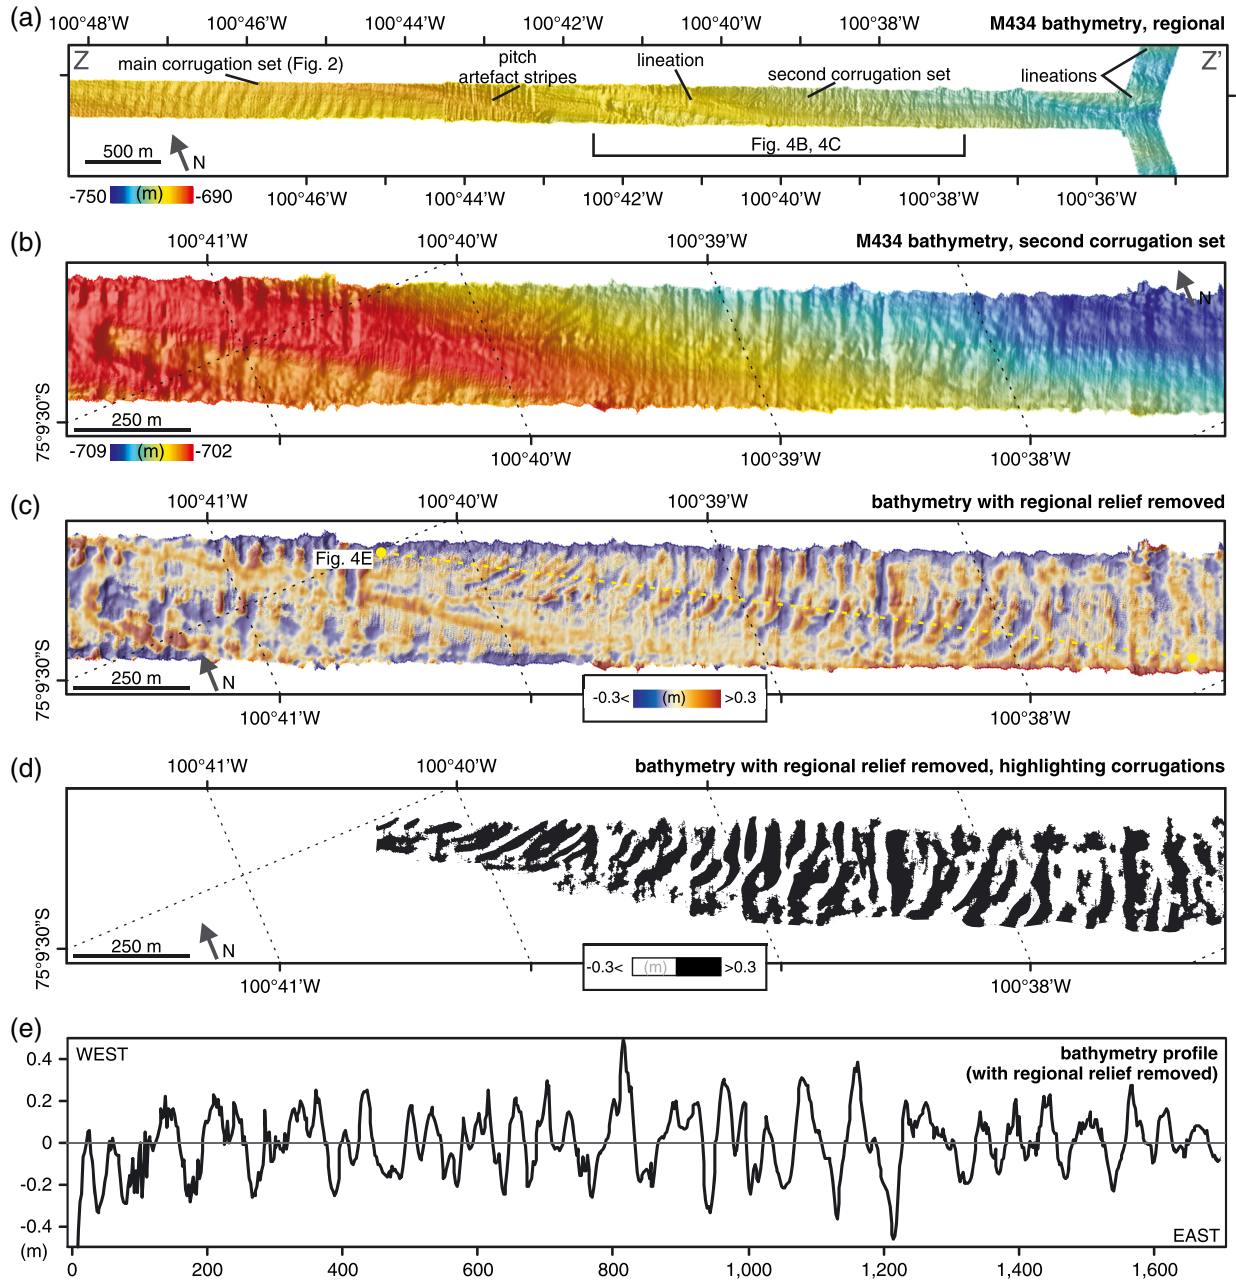 (a)
100°48'W 100°46'W 100°44'W 100°42'W 100°40'W 100°38'W
M434 bathymetry, regional
Z
Z'
main corrugation set (Fig. 2)
pitch
artefact stripes
lineation
second corrugation set
lineations
Fig. 4B, 4C
500 m
N
-750 (m) -690
100°46'W 100°44'W 100°42'W 100°40'W 100°38'W 100°36'W
(b)
100°41'W 100°40'W 100°39'W
M434 bathymetry, second corrugation set
N
75°9'30"S
250 m
-709 (m) -702
100°40'W 100°39'W 100°38'W
(c)
100°41'W 100°40'W 100°39'W
bathymetry with regional relief removed
Fig. 4E
75°9'30"S
250 m
N
-0.3< (m) >0.3
100°41'W 100°38'W
(d)
100°41'W 100°40'W
bathymetry with regional relief removed, highlighting corrugations
75°9'30"S
250 m
N
-0.3< (m) >0.3
100°41'W 100°38'W
(e)
WEST
bathymetry profile
(with regional relief removed)
0.4
0.2
0
-0.2
-0.4
(m)
EAST
0 200 400 600 800 1,000 1,200 1,400 1,600